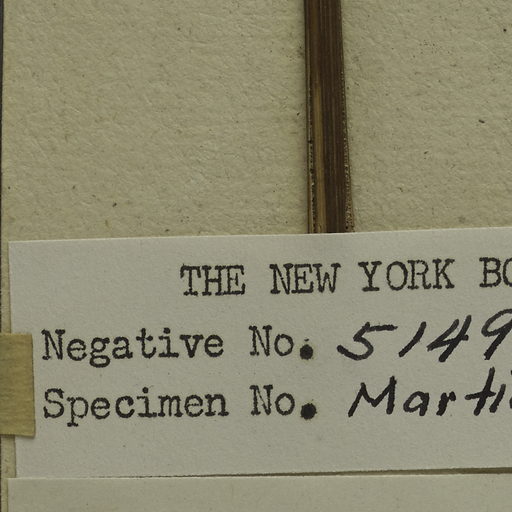 THE NEW YORK BO
Negative No. 5149
Specimen No. Marti